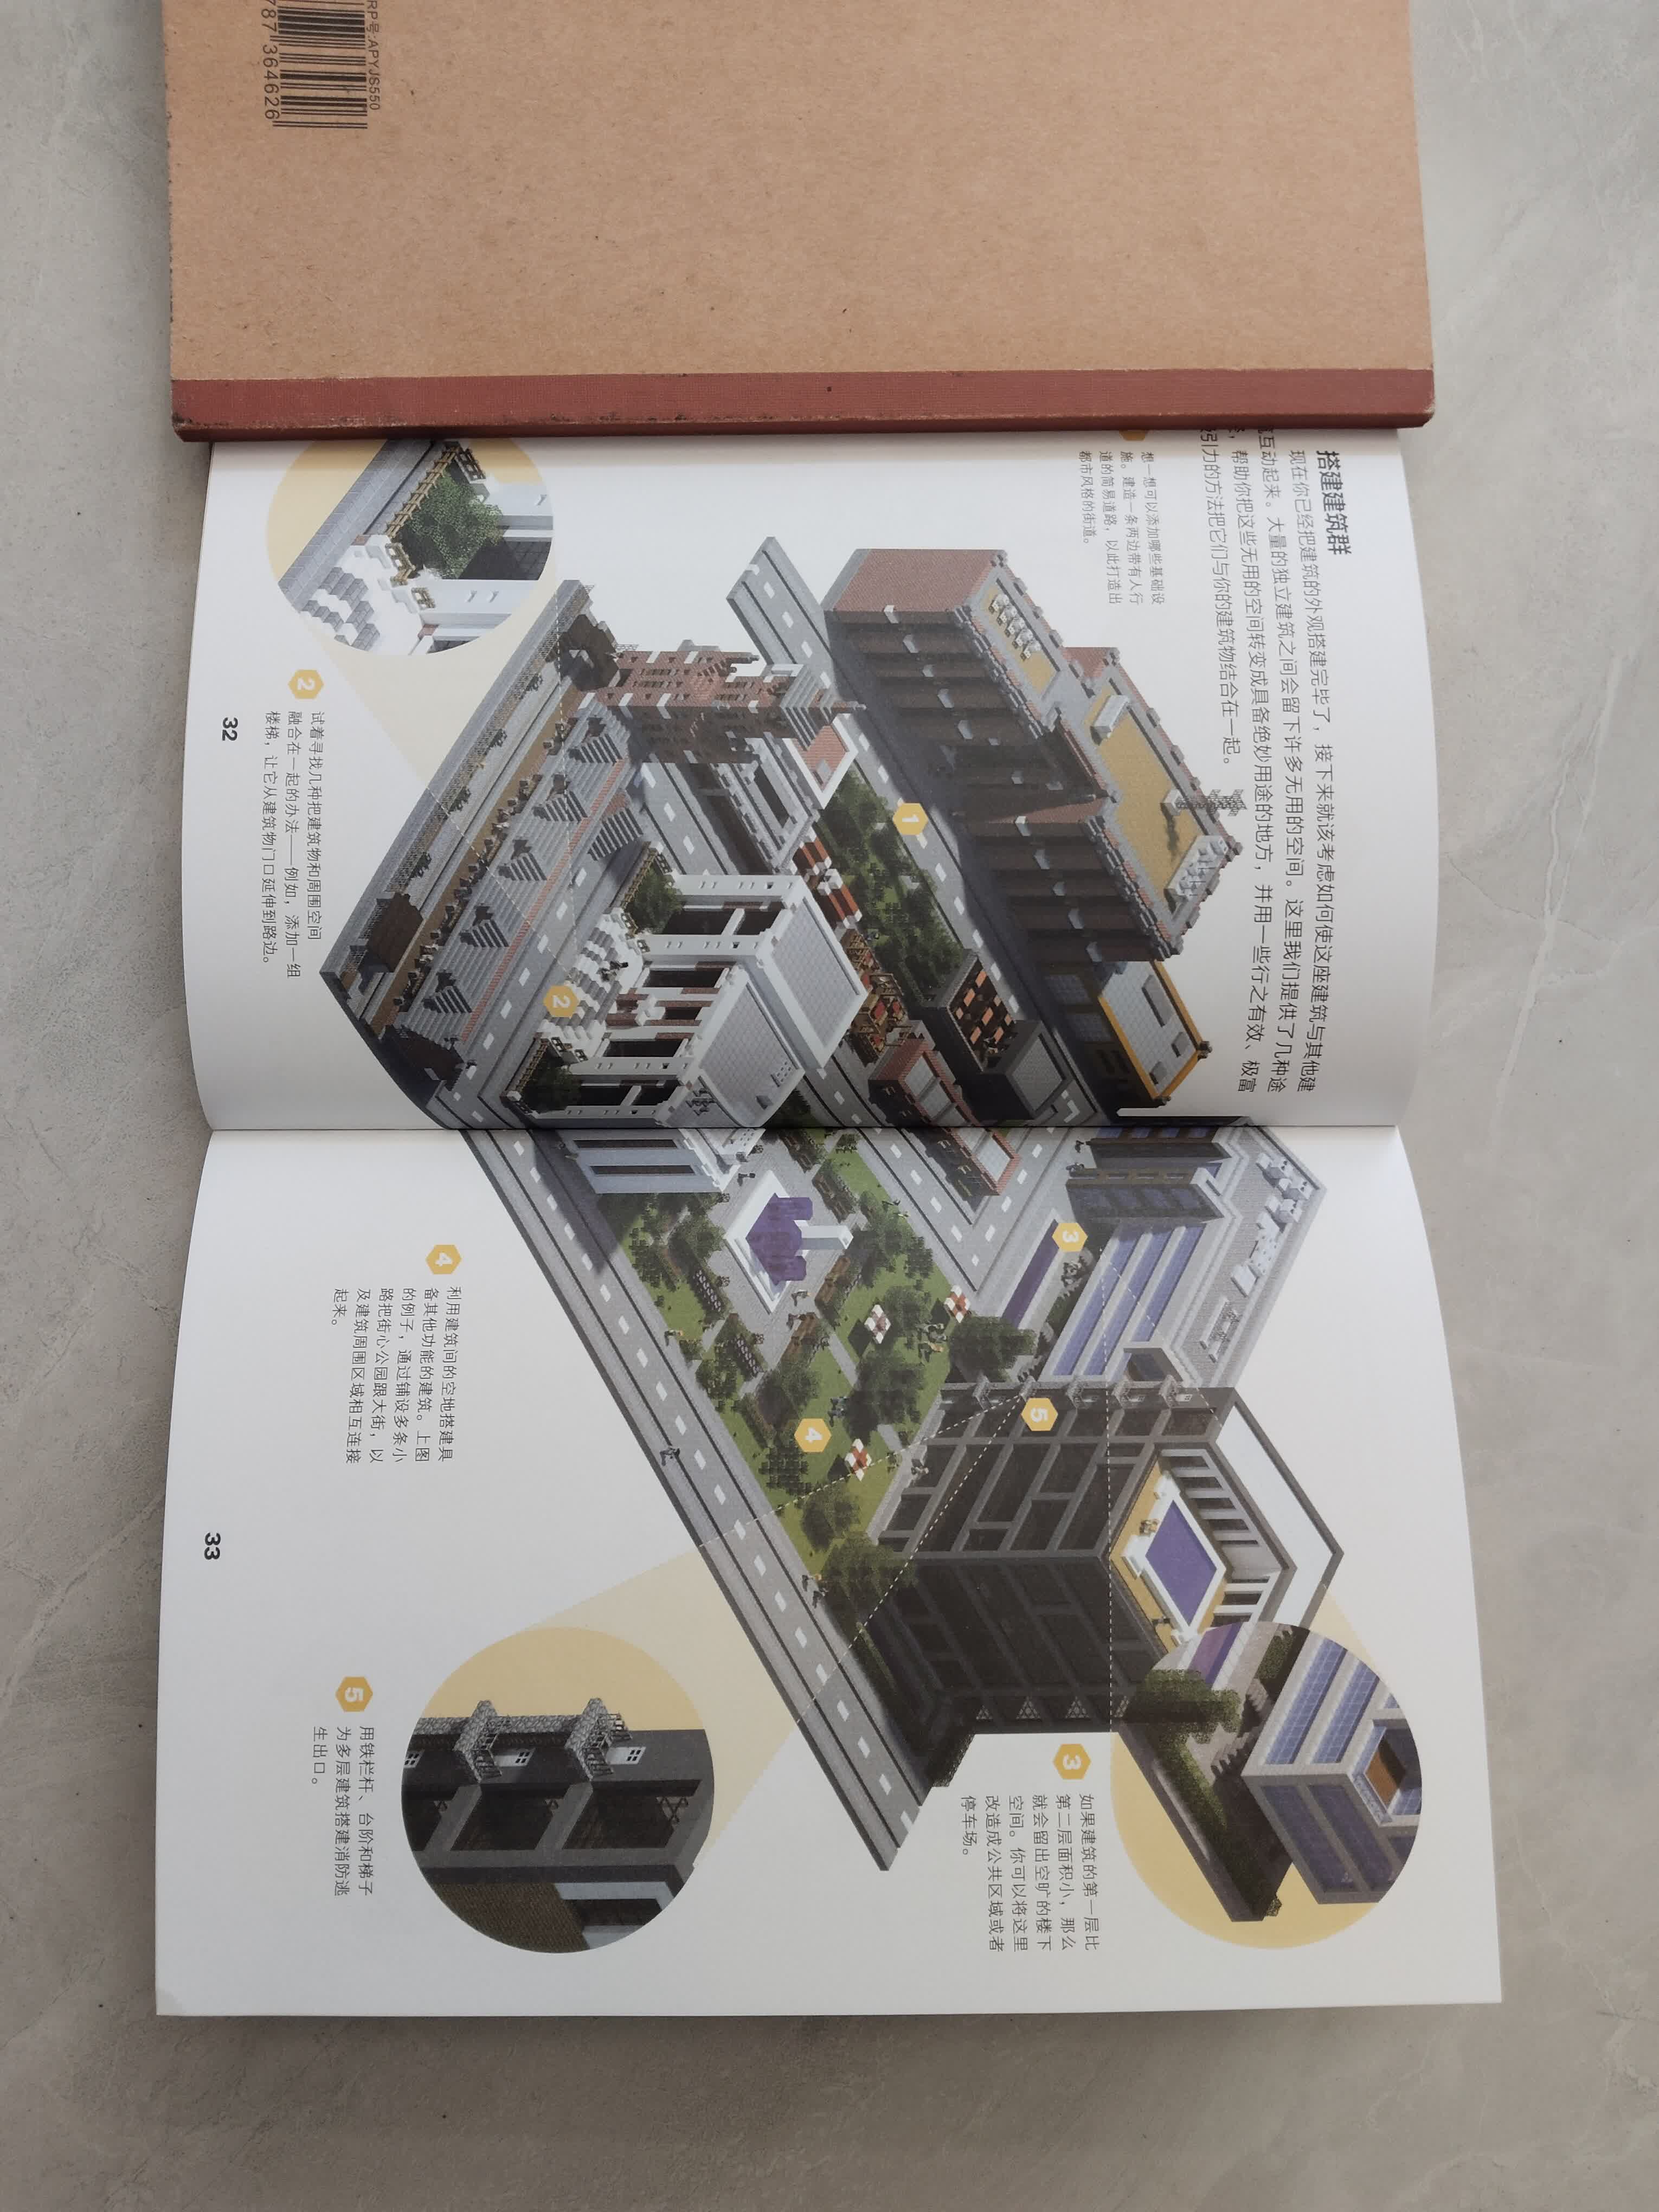 RP号:APYJS550
787 364626
搭建建筑群
现在你已经把建筑的外观搭建完毕了，接下来就该考虑如何使这座建筑与其他建
互动起来。大量的独立建筑之间会留下许多无用的空间。这里我们提供了几种途
，帮助你把这些无用的空间转变成具备绝妙用途的地方，并用一些行之有效、极富
引力的方法把它们与你的建筑物结合在一起。
想一想可以添加哪些基础设
施。建造一条两边带有人行
道的简易道路，以此打造出
都市风格的街道。
1
2
2
试着寻找几种把建筑物和周围空间
融合在一起的办法——例如，添加一组
楼梯，让它从建筑物门口延伸到路边。
32
3
5
4
3
如果建筑的第一层比
第二层面积小，那么
就会留出空旷的楼下
空间。你可以将这里
改造成公共区域或者
停车场。
4
利用建筑间的空地搭建具
备其他功能的建筑。上图
的例子，通过铺设多条小
路把街心公园跟大街，以
及建筑周围区域相互连接
起来。
5
用铁栏杆、台阶和梯子
为多层建筑搭建消防逃
生出口。
33